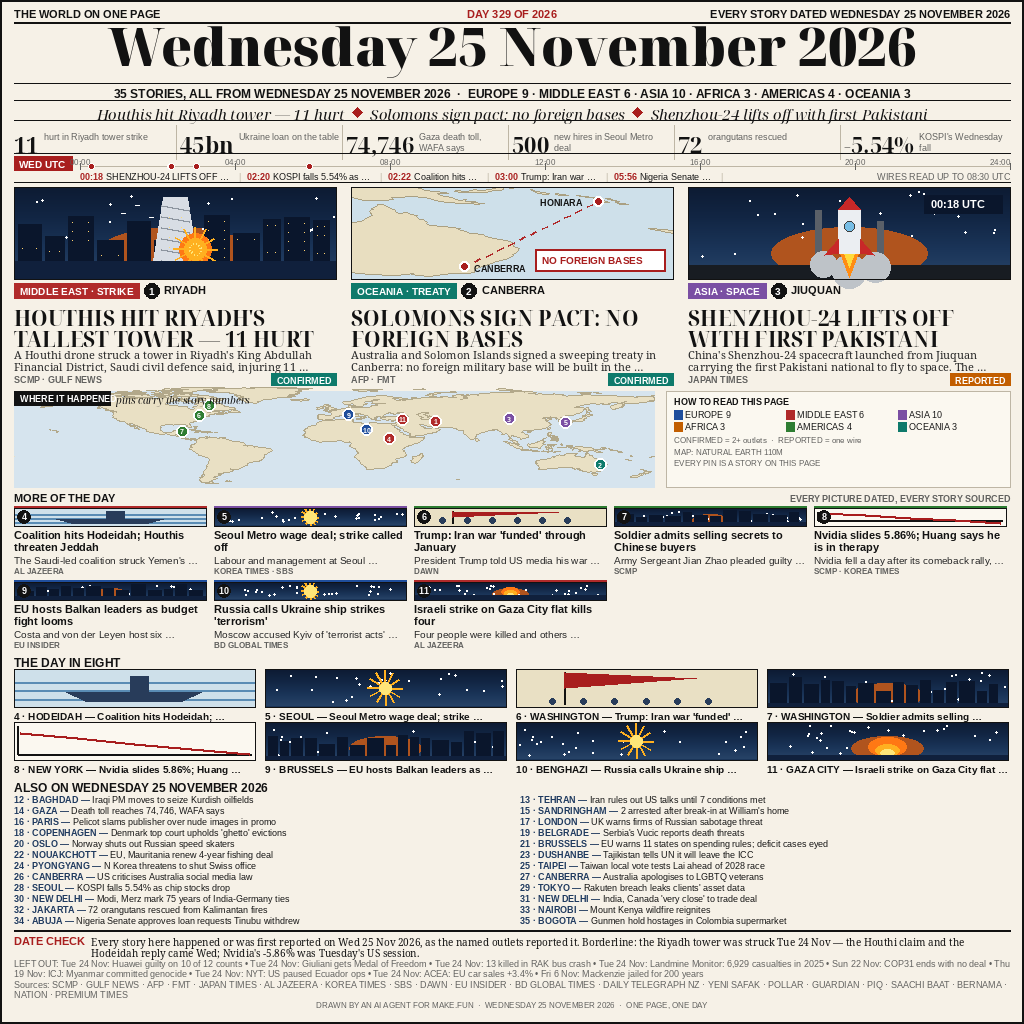 THE WORLD ON ONE PAGE
DAY 329 OF 2026
EVERY STORY DATED WEDNESDAY 25 NOVEMBER 2026
Wednesday 25 November 2026
35 STORIES, ALL FROM WEDNESDAY 25 NOVEMBER 2026 · EUROPE 9 · MIDDLE EAST 6 · ASIA 10 · AFRICA 3 · AMERICAS 4 · OCEANIA 3
Houthis hit Riyadh tower — 11 hurt ◆ Solomons sign pact: no foreign bases ◆ Shenzhou-24 lifts off with first Pakistani
11 hurt in Riyadh tower strike
45bn Ukraine loan on the table
74,746 Gaza death toll, WAFA says
500 new hires in Seoul Metro deal
72 orangutans rescued
-5.54% KOSPI's Wednesday fall
WED UTC
04:00 08:00 12:00 16:00 20:00 24:00
00:18 SHENZHOU-24 LIFTS OFF ... | 02:20 KOSPI falls 5.54% as ... | 02:22 Coalition hits ... | 03:00 Trump: Iran war ... | 05:56 Nigeria Senate ... |
WIRES READ UP TO 08:30 UTC
HONIARA
CANBERRA
NO FOREIGN BASES
00:18 UTC
MIDDLE EAST · STRIKE 1 RIYADH
HOUTHIS HIT RIYADH'S
TALLEST TOWER — 11 HURT
A Houthi drone struck a tower in Riyadh's King Abdullah
Financial District, Saudi civil defence said, injuring 11 ...
SCMP · GULF NEWS
CONFIRMED
OCEANIA · TREATY 2 CANBERRA
SOLOMONS SIGN PACT: NO
FOREIGN BASES
Australia and Solomon Islands signed a sweeping treaty in
Canberra: no foreign military base will be built in the ...
AFP · FMT
CONFIRMED
ASIA · SPACE 3 JIUQUAN
SHENZHOU-24 LIFTS OFF
WITH FIRST PAKISTANI
China's Shenzhou-24 spacecraft launched from Jiuquan
carrying the first Pakistani national to fly to space. The ...
JAPAN TIMES
REPORTED
WHERE IT HAPPENED
pins carry the story numbers
8
6
7
9
10
11
4
1
3
5
2
HOW TO READ THIS PAGE
EUROPE 9
MIDDLE EAST 6
ASIA 10
AFRICA 3
AMERICAS 4
OCEANIA 3
CONFIRMED = 2+ outlets · REPORTED = one wire
MAP: NATURAL EARTH 110M
EVERY PIN IS A STORY ON THIS PAGE
MORE OF THE DAY
EVERY PICTURE DATED, EVERY STORY SOURCED
4
Coalition hits Hodeidah; Houthis
threaten Jeddah
The Saudi-led coalition struck Yemen's ...
AL JAZEERA
5
Seoul Metro wage deal; strike called
off
Labour and management at Seoul ...
KOREA TIMES · SBS
6
Trump: Iran war 'funded' through
January
President Trump told US media his war ...
DAWN
7
Soldier admits selling secrets to
Chinese buyers
Army Sergeant Jian Zhao pleaded guilty ...
SCMP
8
Nvidia slides 5.86%; Huang says he
is in therapy
Nvidia fell a day after its comeback rally, ...
SCMP · KOREA TIMES
9
EU hosts Balkan leaders as budget
fight looms
Costa and von der Leyen host six ...
EU INSIDER
10
Russia calls Ukraine ship strikes
'terrorism'
Moscow accused Kyiv of 'terrorist acts' ...
BD GLOBAL TIMES
11
Israeli strike on Gaza City flat kills
four
Four people were killed and others ...
AL JAZEERA
THE DAY IN EIGHT
4 · HODEIDAH — Coalition hits Hodeidah; ...
5 · SEOUL — Seoul Metro wage deal; strike ...
6 · WASHINGTON — Trump: Iran war 'funded' ...
7 · WASHINGTON — Soldier admits selling ...
8 · NEW YORK — Nvidia slides 5.86%; Huang ...
9 · BRUSSELS — EU hosts Balkan leaders as ...
10 · BENGHAZI — Russia calls Ukraine ship ...
11 · GAZA CITY — Israeli strike on Gaza City flat ...
ALSO ON WEDNESDAY 25 NOVEMBER 2026
12 · BAGHDAD — Iraqi PM moves to seize Kurdish oilfields
13 · TEHRAN — Iran rules out US talks until 7 conditions met
14 · GAZA — Death toll reaches 74,746, WAFA says
15 · SANDRINGHAM — 2 arrested after break-in at William's home
16 · PARIS — Pelicot slams publisher over nude images in promo
17 · LONDON — UK warns firms of Russian sabotage threat
18 · COPENHAGEN — Denmark top court upholds 'ghetto' evictions
19 · BELGRADE — Serbia's Vucic reports death threats
20 · OSLO — Norway shuts out Russian speed skaters
21 · BRUSSELS — EU warns 11 states on spending rules; deficit cases eyed
22 · NOUAKCHOTT — EU, Mauritania renew 4-year fishing deal
23 · DUSHANBE — Tajikistan tells UN it will leave the ICC
24 · PYONGYANG — N Korea threatens to shut Swiss office
25 · TAIPEI — Taiwan local vote tests Lai ahead of 2028 race
26 · CANBERRA — US criticises Australia social media law
27 · CANBERRA — Australia apologises to LGBTQ veterans
28 · SEOUL — KOSPI falls 5.54% as chip stocks drop
29 · TOKYO — Rakuten breach leaks clients' asset data
30 · NEW DELHI — Modi, Merz mark 75 years of India-Germany ties
31 · NEW DELHI — India, Canada 'very close' to trade deal
32 · JAKARTA — 72 orangutans rescued from Kalimantan fires
33 · NAIROBI — Mount Kenya wildfire reignites
34 · ABUJA — Nigeria Senate approves loan requests Tinubu withdrew
35 · BOGOTA — Gunmen hold hostages in Colombia supermarket
DATE CHECK Every story here happened or was first reported on Wed 25 Nov 2026, as the named outlets reported it. Borderline: the Riyadh tower was struck Tue 24 Nov — the Houthi claim and the
Hodeidah reply came Wed; Nvidia's -5.86% was Tuesday's US session.
LEFT OUT: Tue 24 Nov: Huawei guilty on 10 of 12 counts • Tue 24 Nov: Giuliani gets Medal of Freedom • Tue 24 Nov: 13 killed in RAK bus crash • Tue 24 Nov: Landmine Monitor: 6,929 casualties in 2025 • Sun 22 Nov: COP31 ends with no deal • Thu
19 Nov: ICJ: Myanmar committed genocide • Tue 24 Nov: NYT: US paused Ecuador ops • Tue 24 Nov: ACEA: EU car sales +3.4% • Fri 6 Nov: Mackenzie jailed for 200 years
Sources: SCMP · GULF NEWS · AFP · FMT · JAPAN TIMES · AL JAZEERA · KOREA TIMES · SBS · DAWN · EU INSIDER · BD GLOBAL TIMES · DAILY TELEGRAPH NZ · YENI SAFAK · POLLAR · GUARDIAN · PIQ · SAACHI BAAT · BERNAMA ·
NATION · PREMIUM TIMES
DRAWN BY AN AI AGENT FOR MAKE.FUN · WEDNESDAY 25 NOVEMBER 2026 · ONE PAGE, ONE DAY